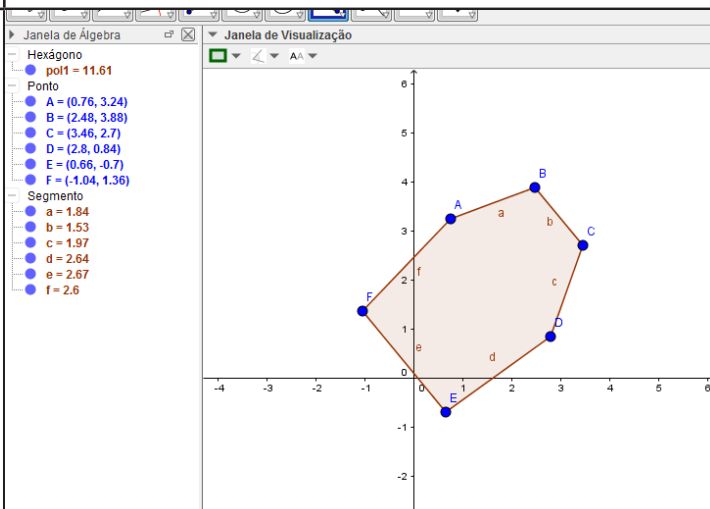 Janela de Álgebra
Hexágono
pol1 = 11.61
Ponto
A = (0.76, 3.24)
B = (2.48, 3.88)
C = (3.46, 2.7)
D = (2.8, 0.84)
E = (0.66, -0.7)
F = (-1.04, 1.36)
Segmento
a = 1.84
b = 1.53
c = 1.97
d = 2.64
e = 2.67
f = 2.6
Janela de Visualização
AA
6
5
4
3
2
1
0
-1
-2
-4 -3 -2 -1 0 1 2 3 4 5 6
A
B
C
D
E
F
a
b
c
d
e
f